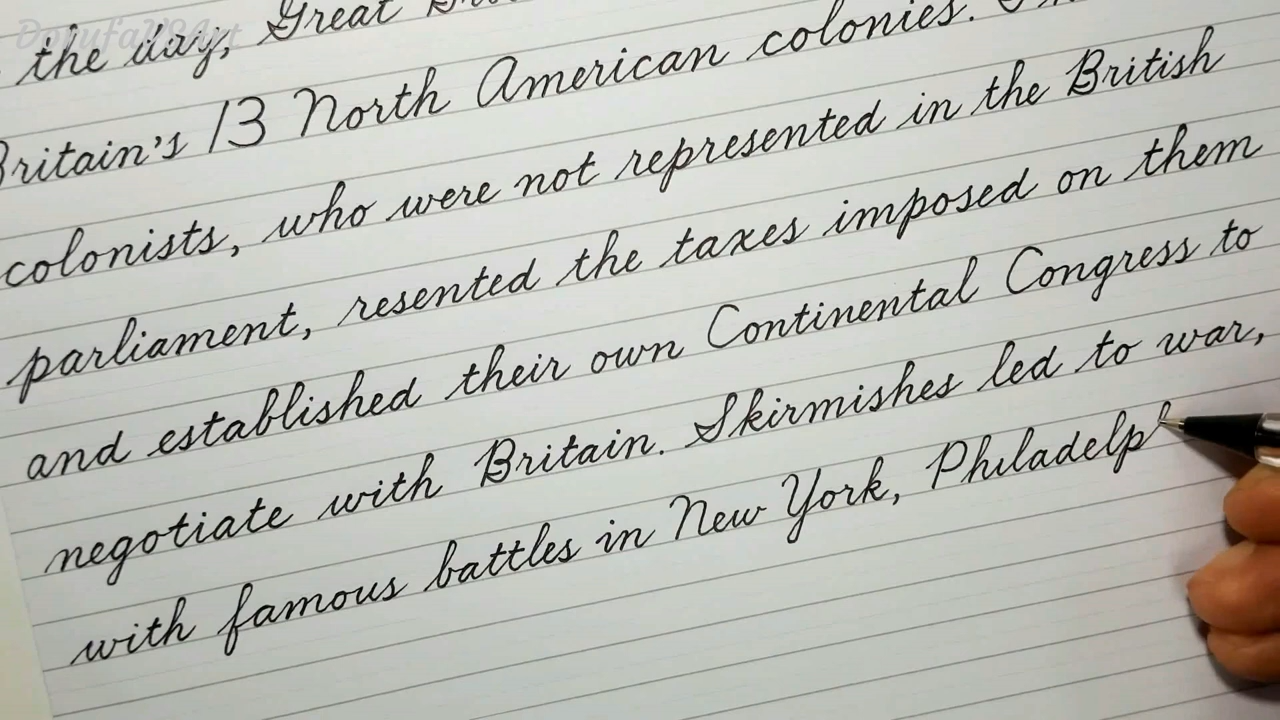 the day, Great
Britain's 13 North American colonies.
colonists, who were not represented in the British
parliament, resented the taxes imposed on them
and established their own Continental Congress to
negotiate with Britain. Skirmishes led to war,
with famous battles in New York, Philadelph